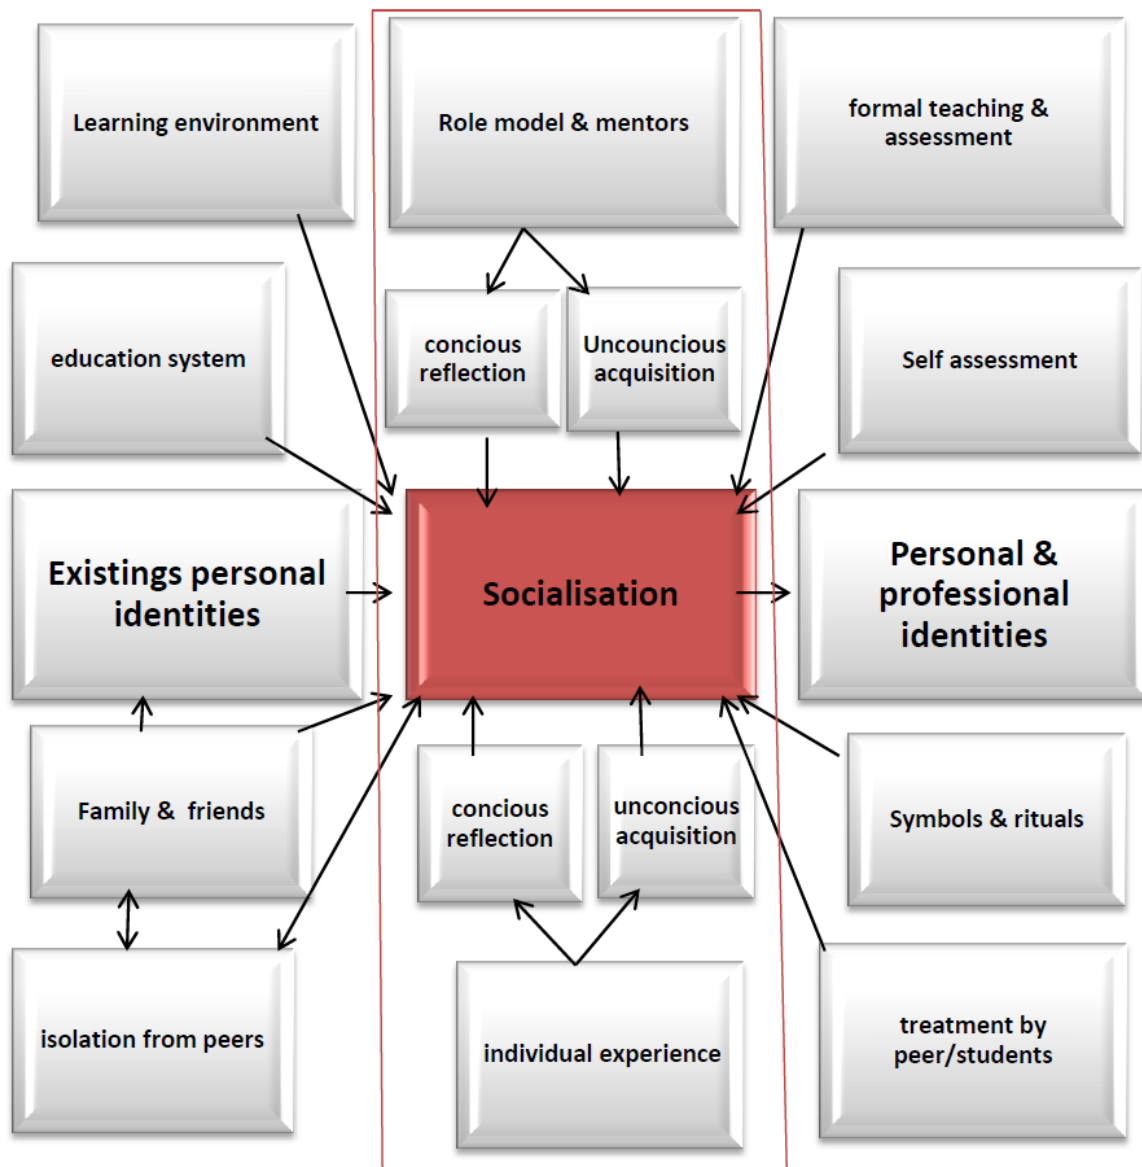 Learning environment
Role model & mentors
formal teaching &
assessment
education system
concious
reflection
Uncouncious
acquisition
Self assessment
Existings personal
identities
Socialisation
Personal &
professional
identities
Family & friends
concious
reflection
unconcious
acquisition
Symbols & rituals
isolation from peers
individual experience
treatment by
peer/students